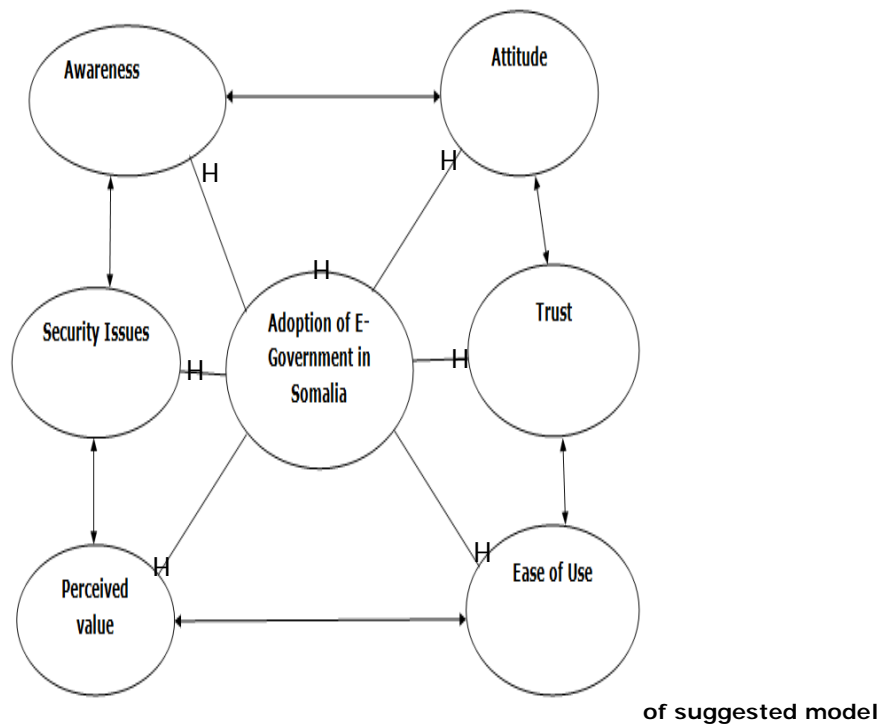 Awareness
Attitude
H
H
H
Adoption of E-
Government in
Somalia
Security Issues
H
Trust
H
H
H
Perceived
value
Ease of Use
of suggested model